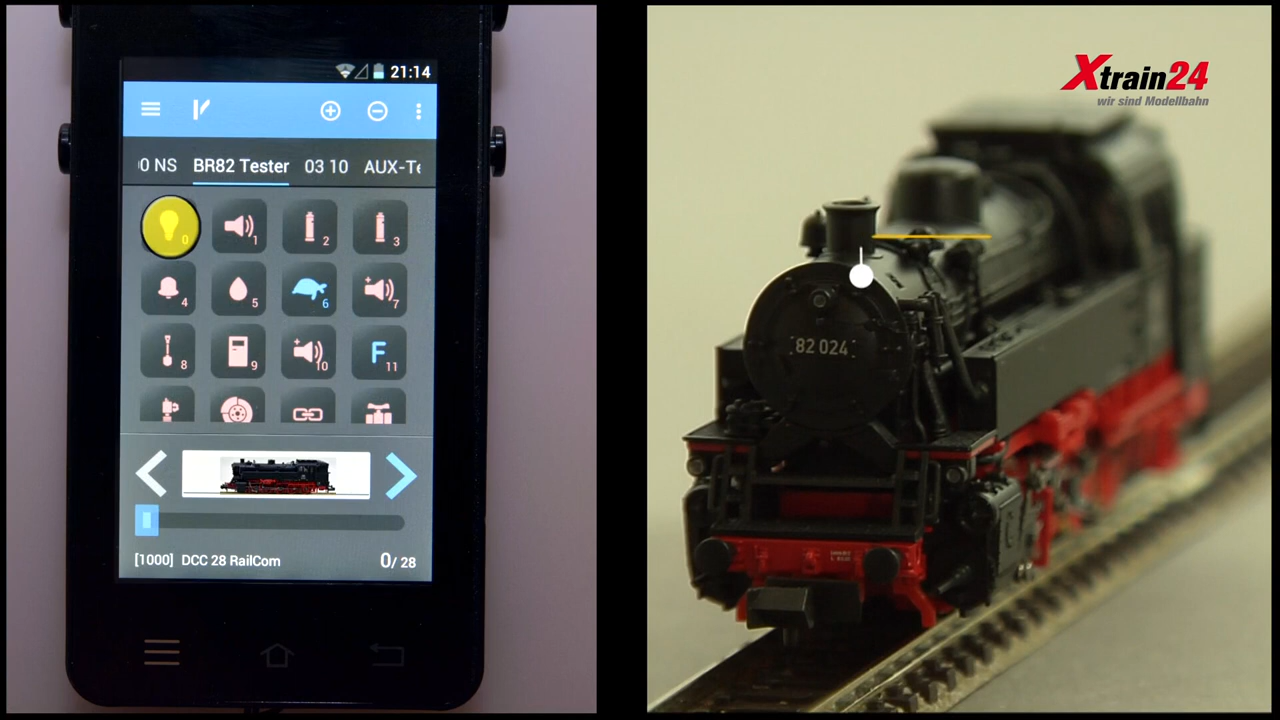 21:14
0 NS
BR82 Tester
03 10
AUX-Te
0
1
2
3
4
5
6
7
8
9
10
F 11
[1000] DCC 28 RailCom
0/ 28
Xtrain24
wir sind Modellbahn
82 024